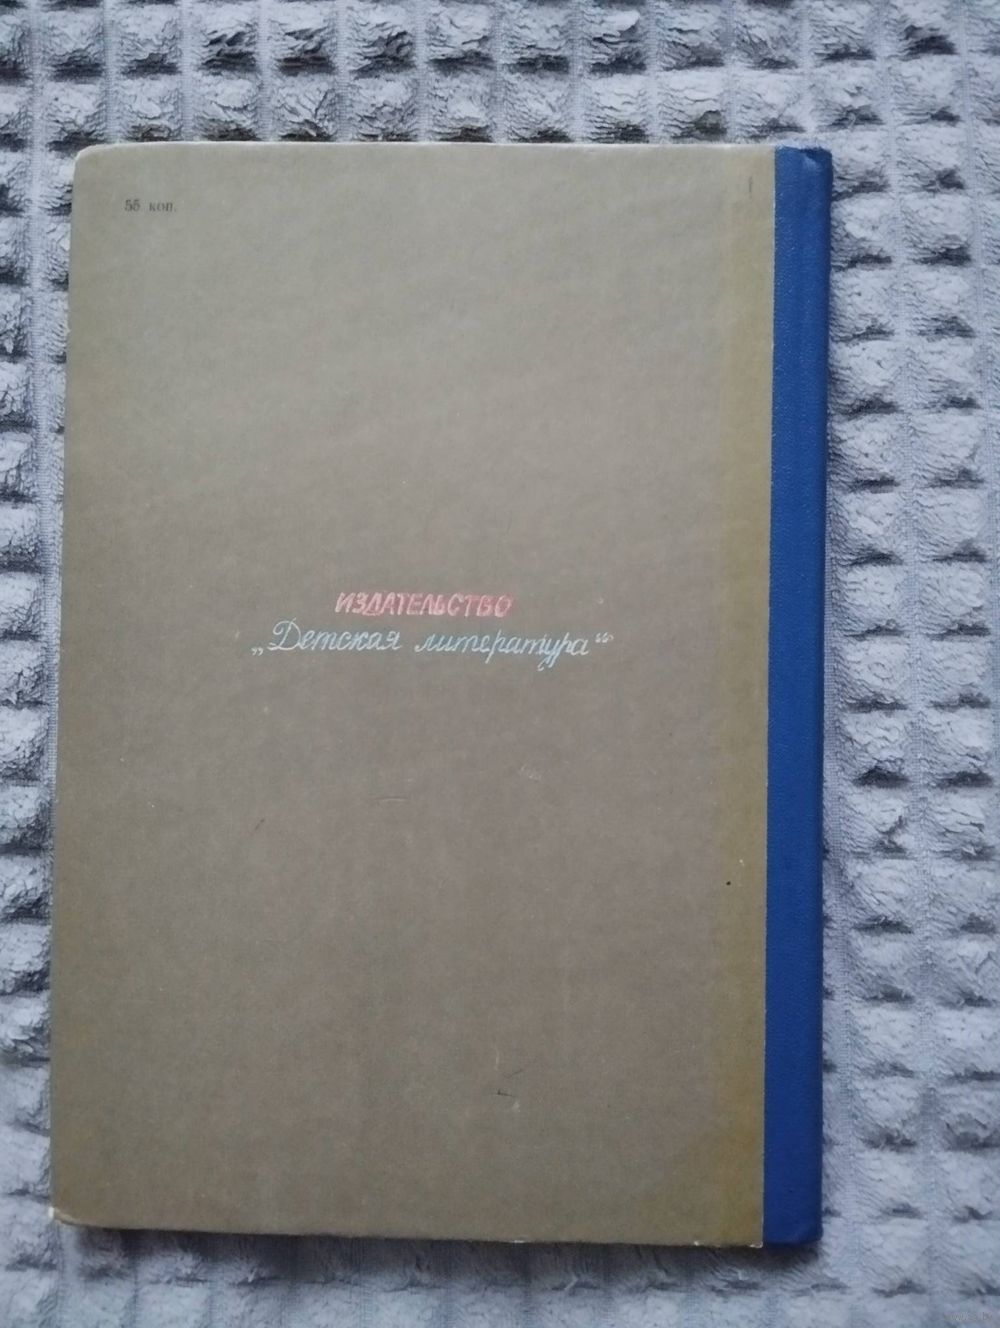 55 коп.
ИЗДАТЕЛЬСТВО
„Детская литература“